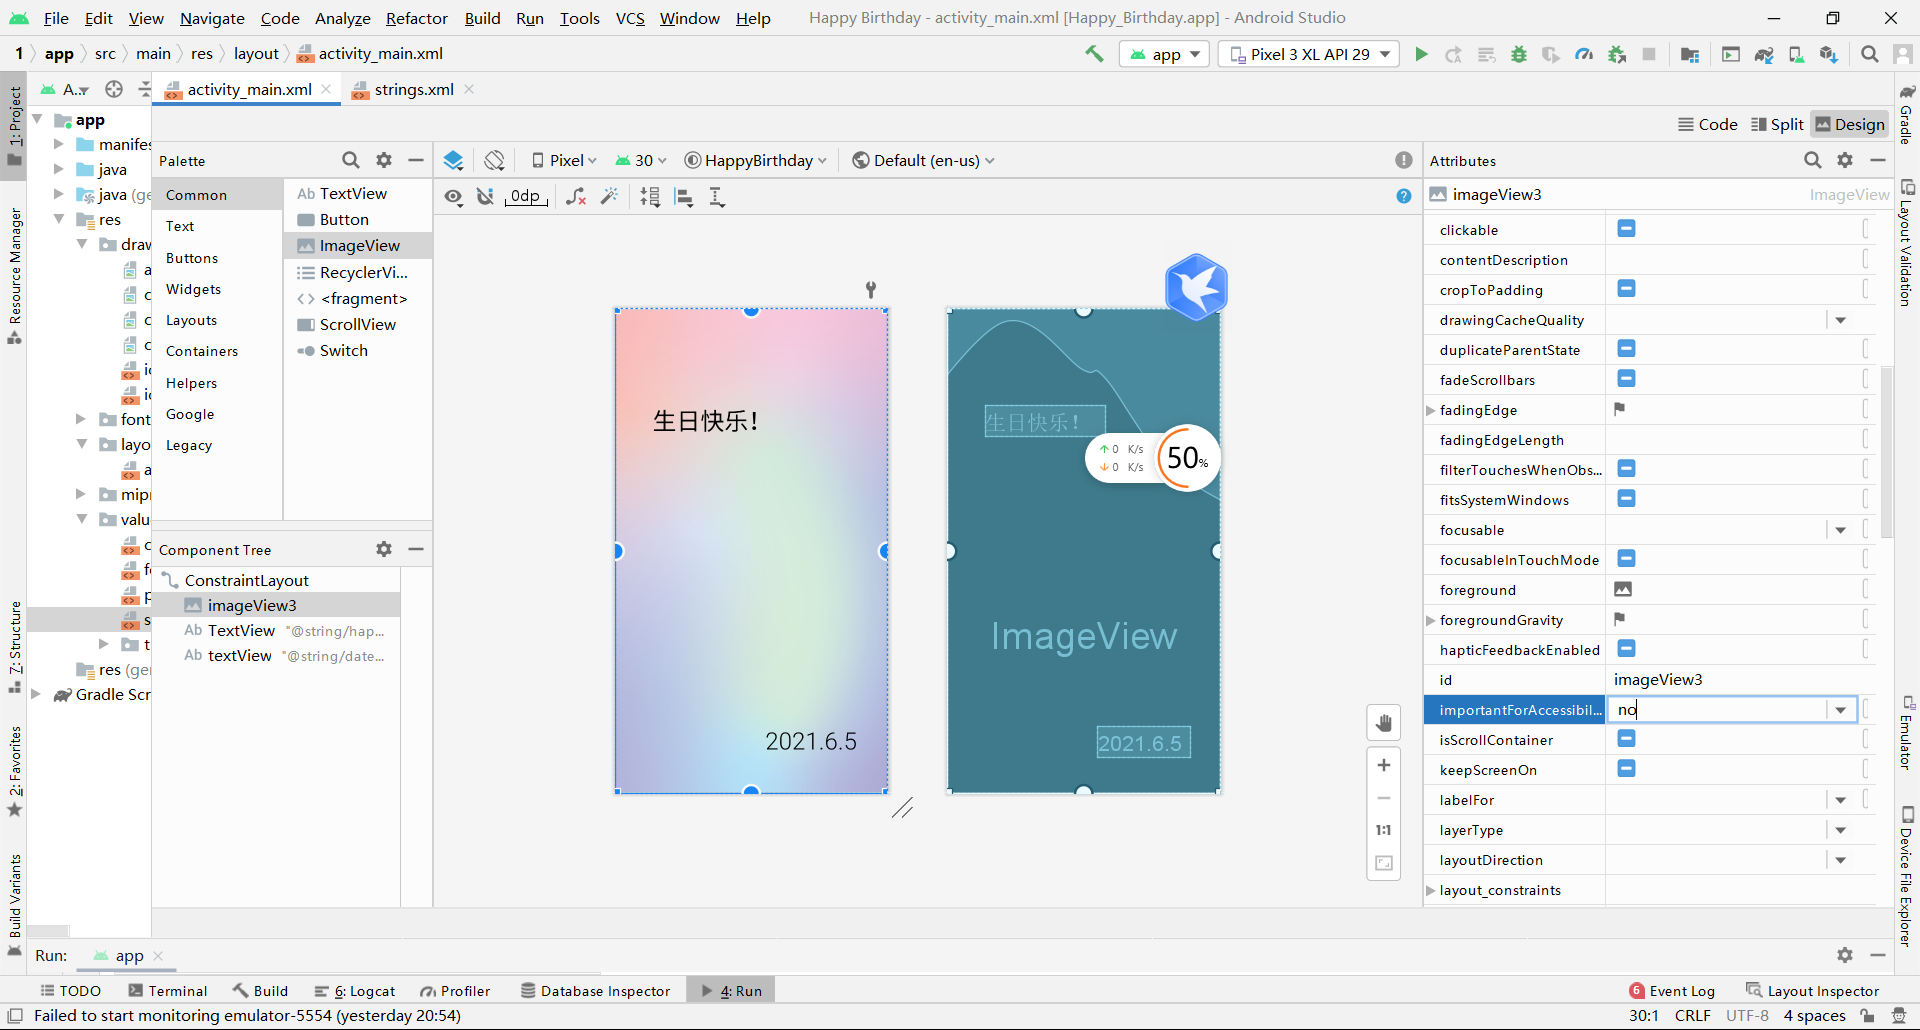 File Edit View Navigate Code Analyze Refactor Build Run Tools VCS Window Help Happy Birthday - activity_main.xml [Happy_Birthday.app] - Android Studio
1 app src main res layout activity_main.xml app Pixel 3 XL API 29
A... activity_main.xml strings.xml
Code Split Design
1: Project
Resource Manager
7: Structure
2: Favorites
Build Variants
app
manifes
java
java (ge
res
draw
a
c
c
c
ic
ic
font
layo
a
mipr
valu
c
f
p
s
t
res (ger
Gradle Scr
Palette
Common
Text
Buttons
Widgets
Layouts
Containers
Helpers
Google
Legacy
Ab TextView
Button
ImageView
RecyclerVi...
<fragment>
ScrollView
Switch
Component Tree
ConstraintLayout
imageView3
Ab TextView "@string/hap...
Ab textView "@string/date...
Pixel 30 HappyBirthday Default (en-us)
0dp
生日快乐!
2021.6.5
生日快乐!
0 K/s
0 K/s
50%
ImageView
2021.6.5
1:1
Attributes
imageView3 ImageView
clickable
contentDescription
cropToPadding
drawingCacheQuality
duplicateParentState
fadeScrollbars
fadingEdge
fadingEdgeLength
filterTouchesWhenObs...
fitsSystemWindows
focusable
focusableInTouchMode
foreground
foregroundGravity
hapticFeedbackEnabled
id imageView3
importantForAccessibil... no
isScrollContainer
keepScreenOn
labelFor
layerType
layoutDirection
layout_constraints
Gradle
Layout Validation
Emulator
Device File Explorer
Run: app
TODO Terminal Build 6: Logcat Profiler Database Inspector 4: Run 6 Event Log Layout Inspector
Failed to start monitoring emulator-5554 (yesterday 20:54) 30:1 CRLF UTF-8 4 spaces